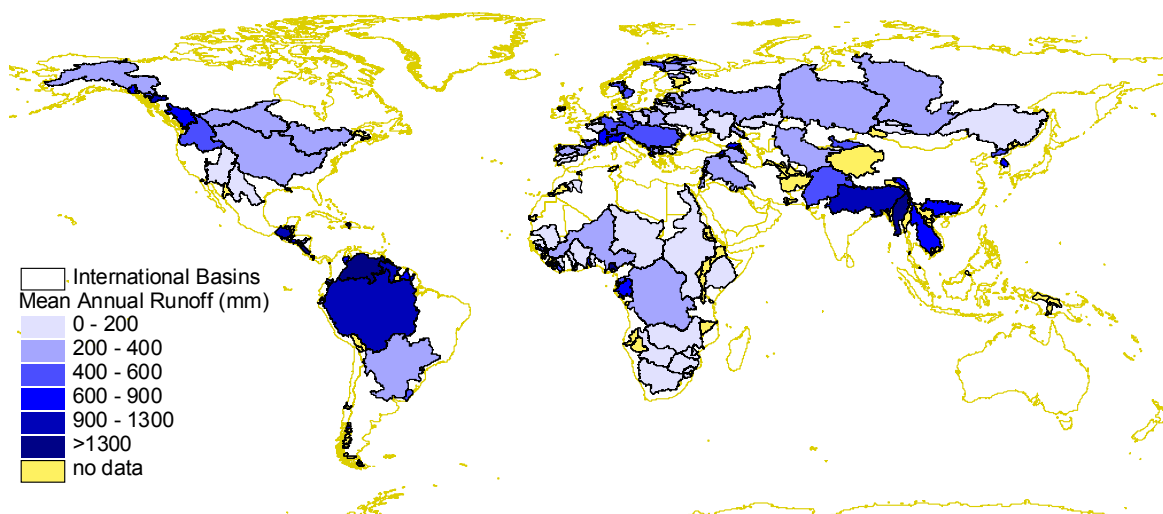 International Basins
Mean Annual Runoff (mm)
0 - 200
200 - 400
400 - 600
600 - 900
900 - 1300
>1300
no data